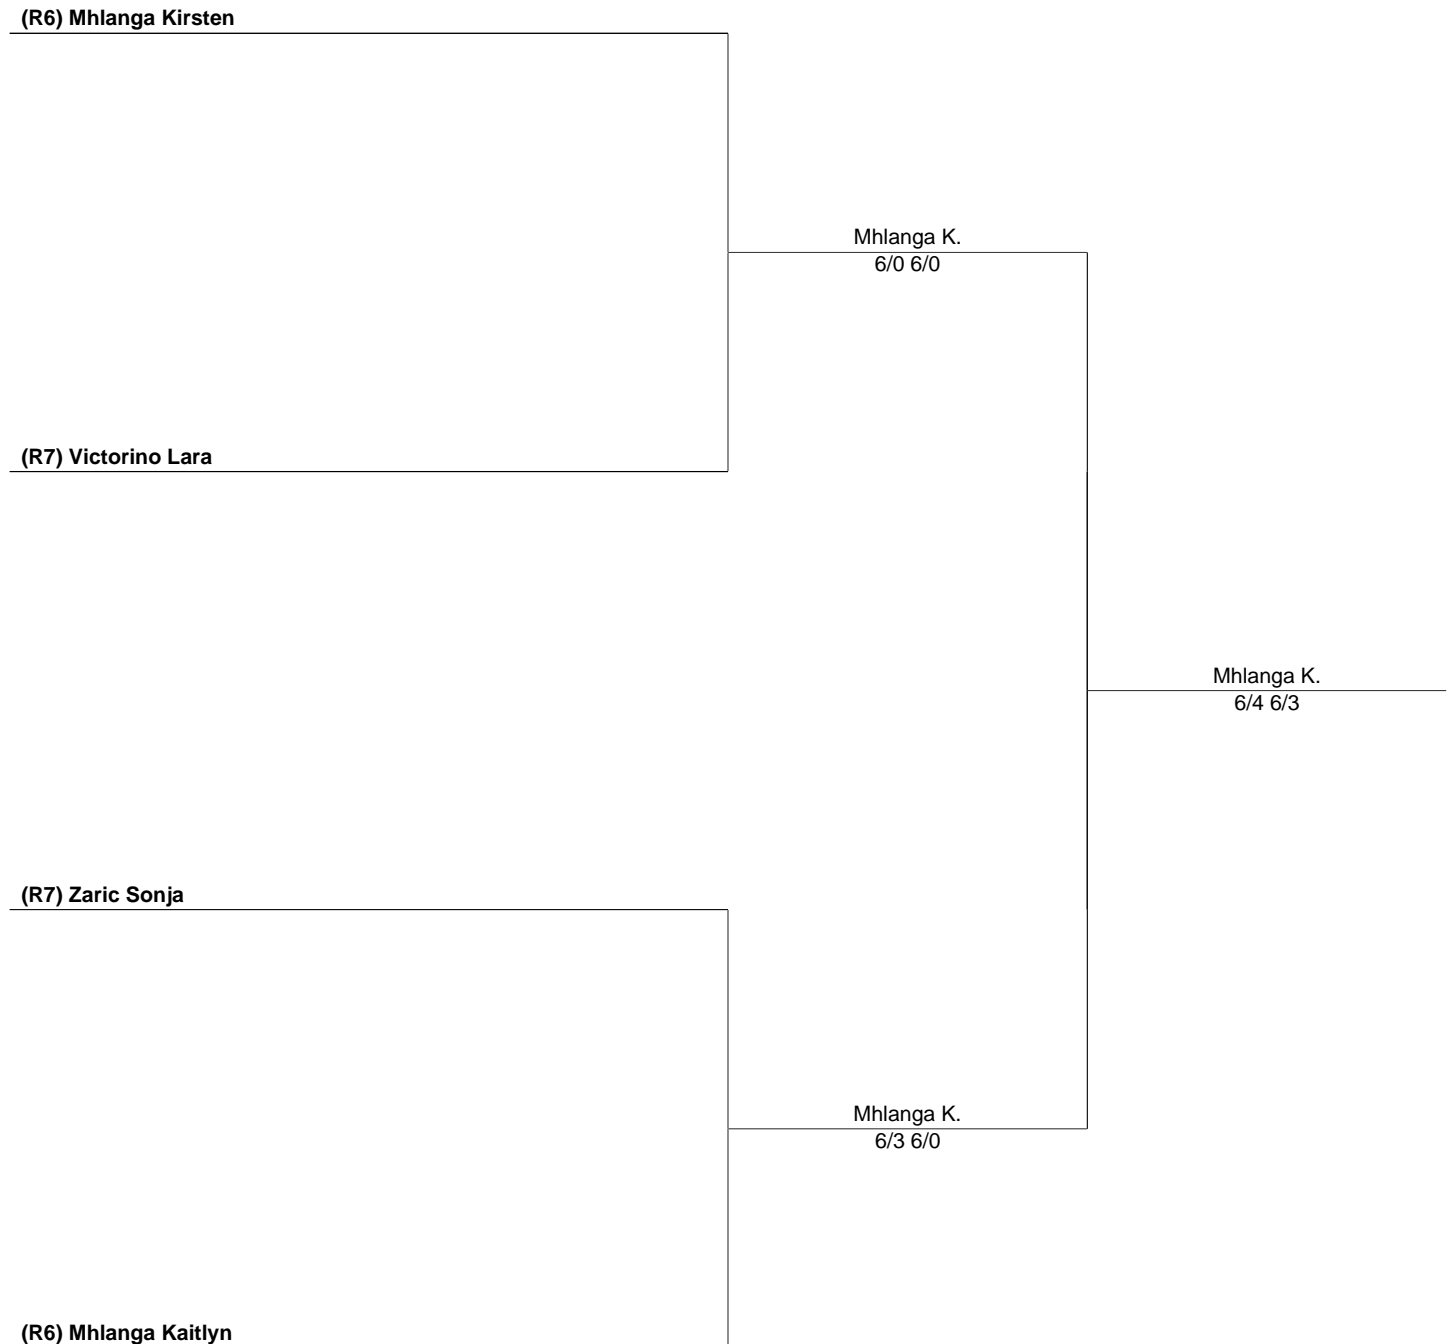 (R6) Mhlanga Kirsten
Mhlanga K.
6/0 6/0
(R7) Victorino Lara
Mhlanga K.
6/4 6/3
(R7) Zaric Sonja
Mhlanga K.
6/3 6/0
(R6) Mhlanga Kaitlyn